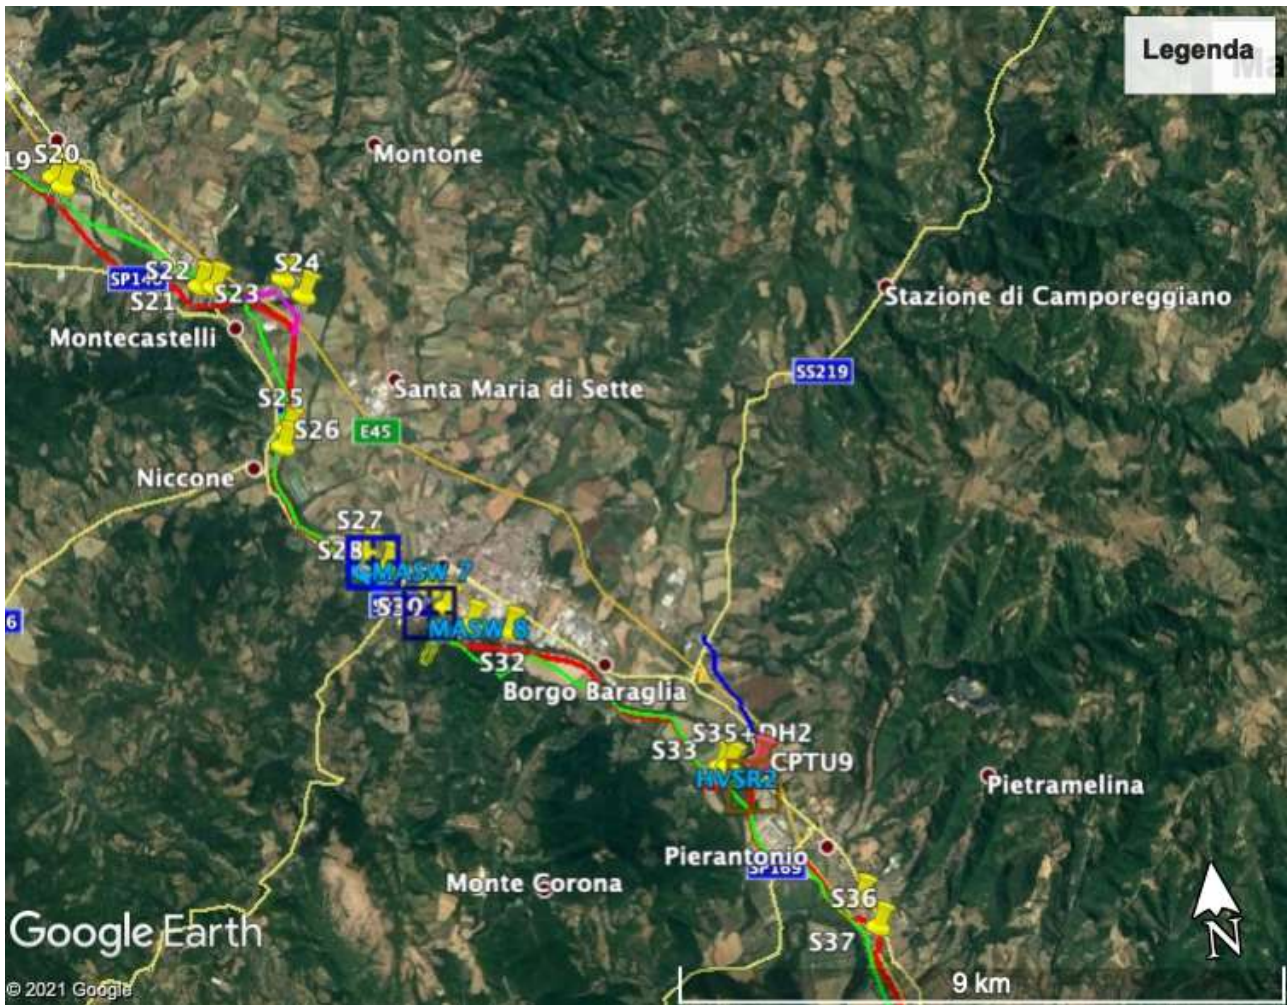 Legenda
19
S20
Montone
S22
S24
S21
S23
Stazione di Camporeggiano
Montecastelli
SS219
Santa Maria di Sette
S25
S26
E45
Niccone
S27
S28
MASW 7
S30
6
MASW 8
S32
Borgo Baraglia
S35+DH2
S33
CPTU9
HVSR2
Pietramelina
Pierantonio
SP169
Monte Corona
S36
S37
Google Earth
N
9 km
© 2021 Google